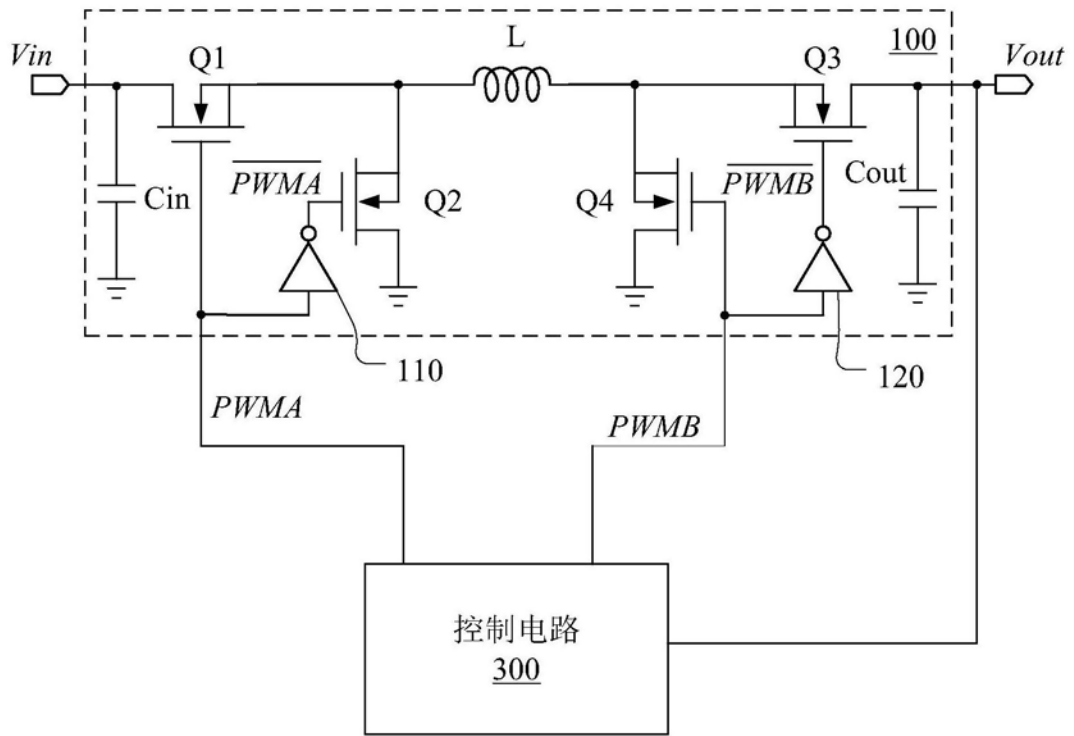 Vin
Q1
L
Q3
100
Vout
Cin
PWMA
Q2
Q4
PWMB
Cout
110
120
PWMA
PWMB
控制电路
300